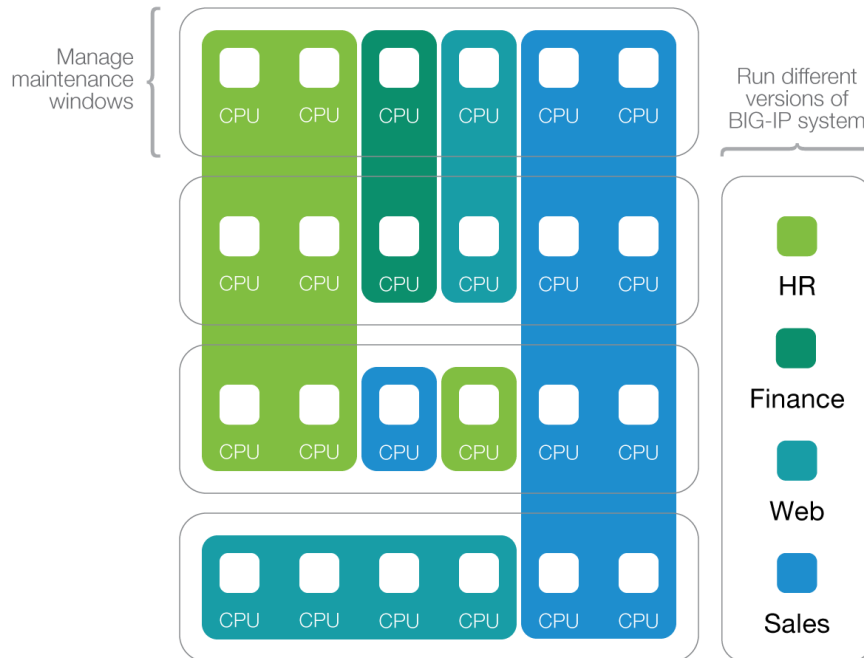 Manage
maintenance
windows
Run different
versions of
BIG-IP system
CPU CPU CPU CPU CPU CPU
CPU CPU CPU CPU CPU CPU
CPU CPU CPU CPU CPU CPU
CPU CPU CPU CPU CPU CPU
HR
Finance
Web
Sales